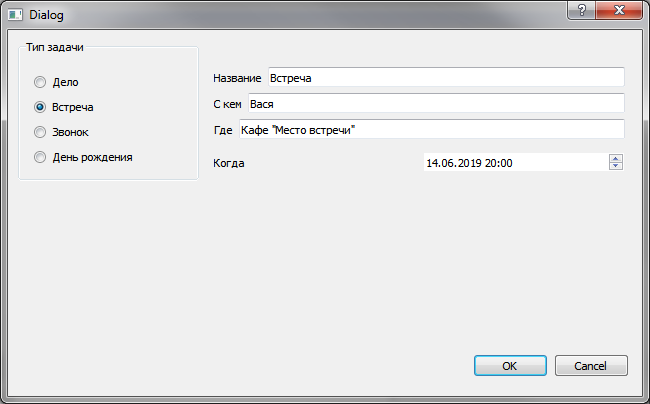 Dialog
Тип задачи
Дело
Встреча
Звонок
День рождения
Название Встреча
С кем Вася
Где Кафе "Место встречи"
Когда 14.06.2019 20:00
OK Cancel